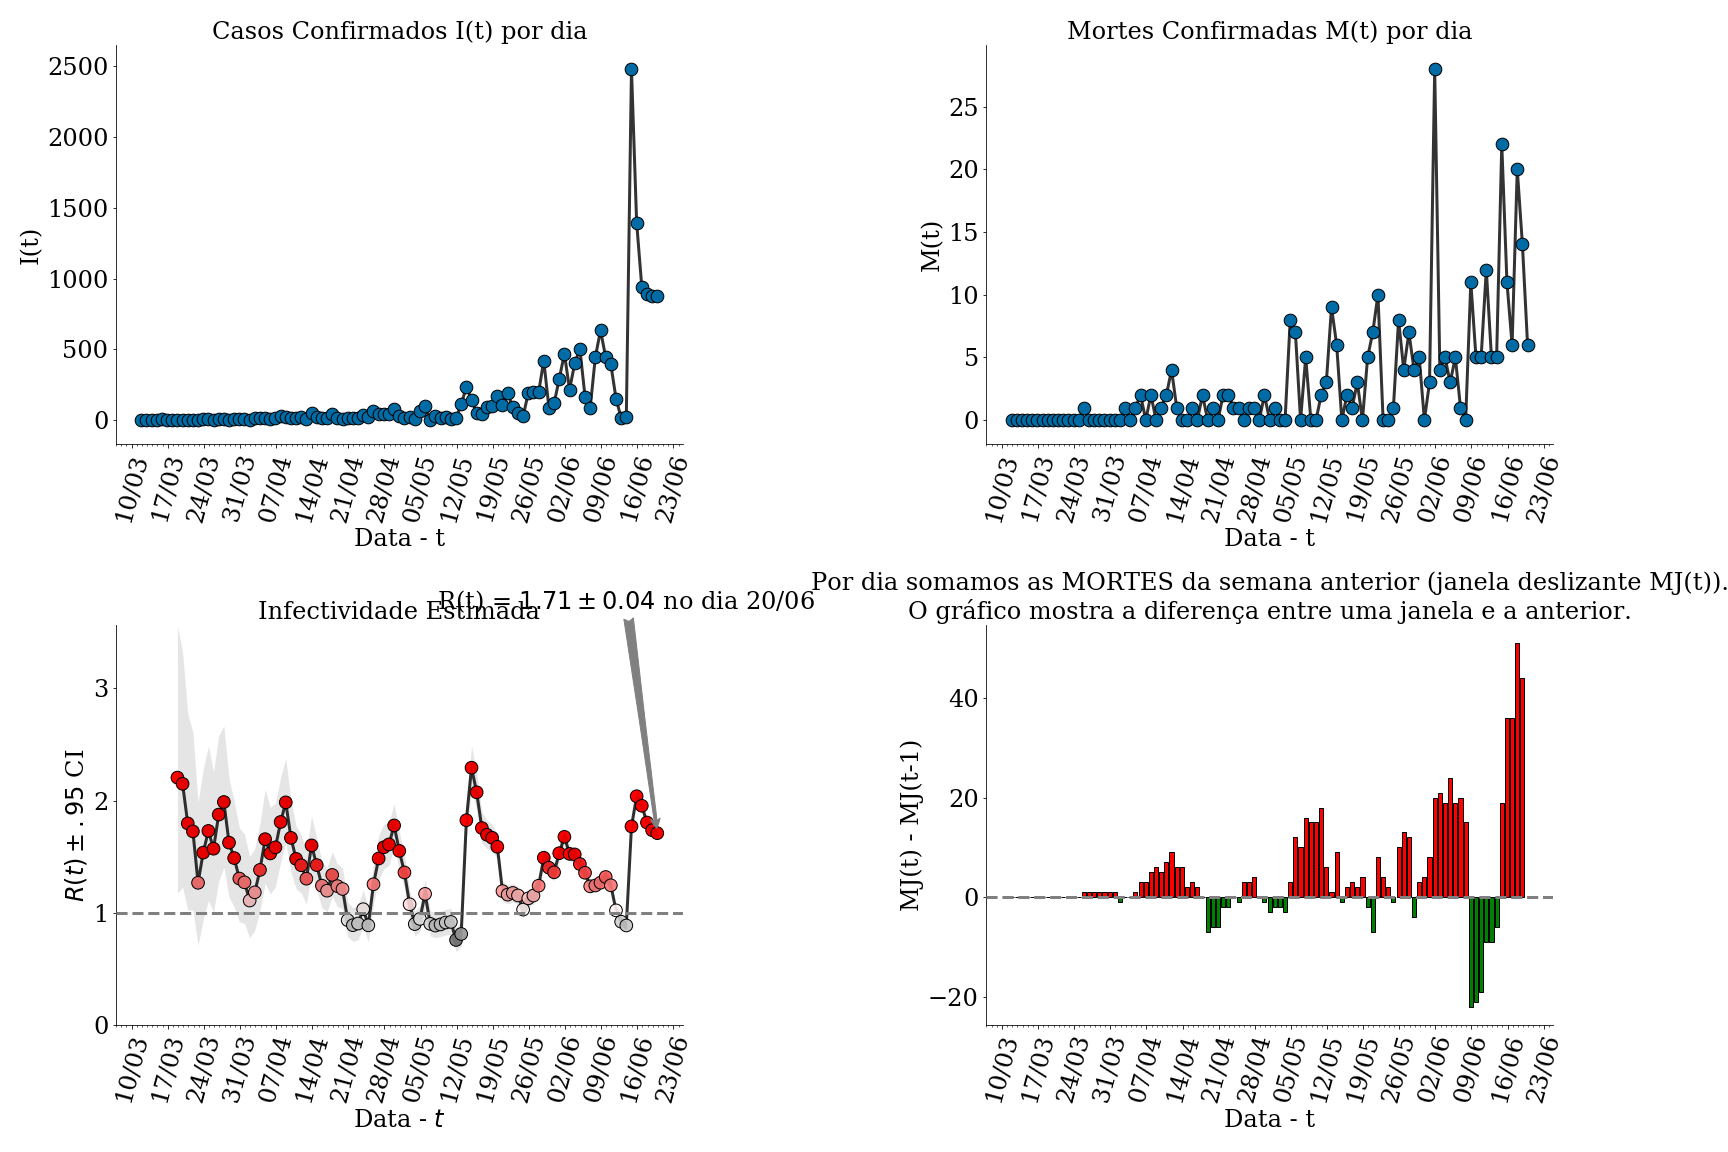 Casos Confirmados I(t) por dia
I(t)
2500
2000
1500
1000
500
0
10/03 17/03 24/03 31/03 07/04 14/04 21/04 28/04 05/05 12/05 19/05 26/05 02/06 09/06 16/06 23/06
Data - t
Mortes Confirmadas M(t) por dia
M(t)
25
20
15
10
5
0
10/03 17/03 24/03 31/03 07/04 14/04 21/04 28/04 05/05 12/05 19/05 26/05 02/06 09/06 16/06 23/06
Data - t
R(t) = 1.71 ± 0.04 no dia 20/06
Infectividade Estimada
R(t) ± .95 CI
3
2
1
0
10/03 17/03 24/03 31/03 07/04 14/04 21/04 28/04 05/05 12/05 19/05 26/05 02/06 09/06 16/06 23/06
Data - t
Por dia somamos as MORTES da semana anterior (janela deslizante MJ(t)).
O gráfico mostra a diferença entre uma janela e a anterior.
MJ(t) - MJ(t-1)
40
20
0
−20
10/03 17/03 24/03 31/03 07/04 14/04 21/04 28/04 05/05 12/05 19/05 26/05 02/06 09/06 16/06 23/06
Data - t